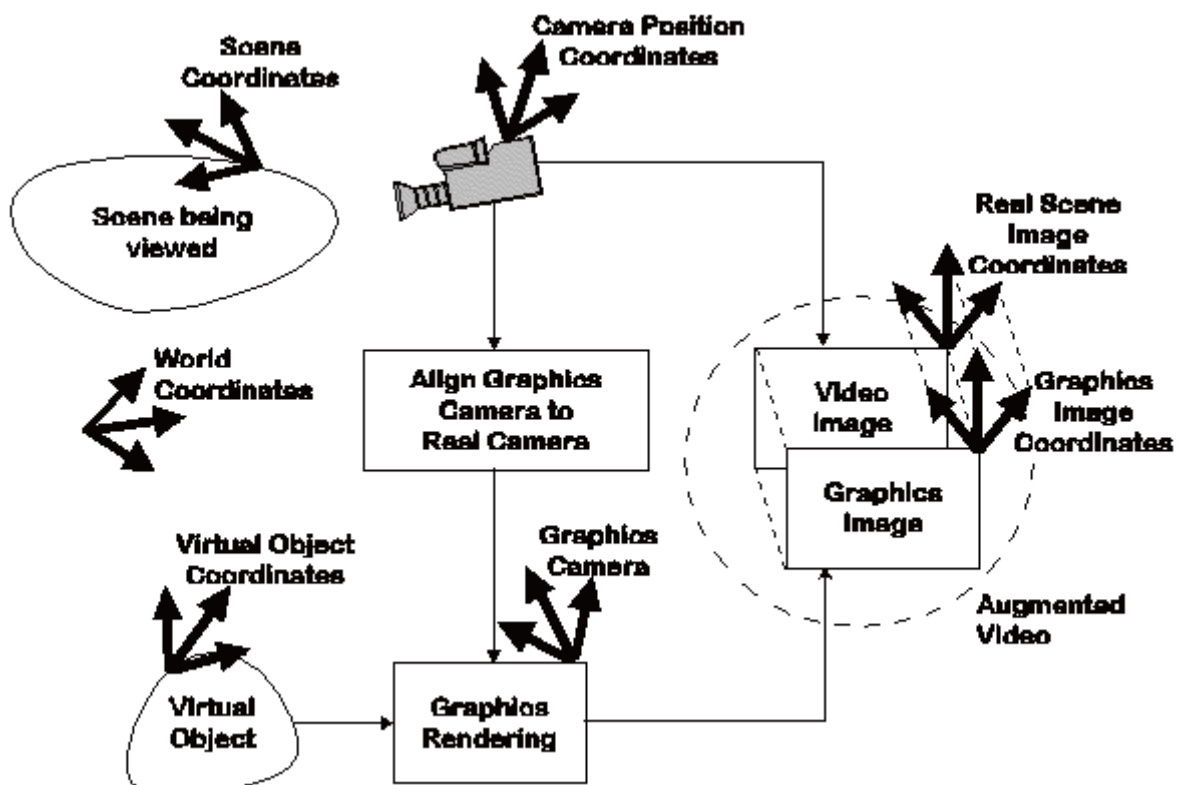 Scene
Coordinates
Camera Position
Coordinates
Scene being
viewed
Real Scene
Image
Coordinates
World
Coordinates
Align Graphics
Camera to
Real Camera
Video
Image
Graphics
Image
Coordinates
Graphics
Image
Virtual Object
Coordinates
Graphics
Camera
Augmented
Video
Virtual
Object
Graphics
Rendering